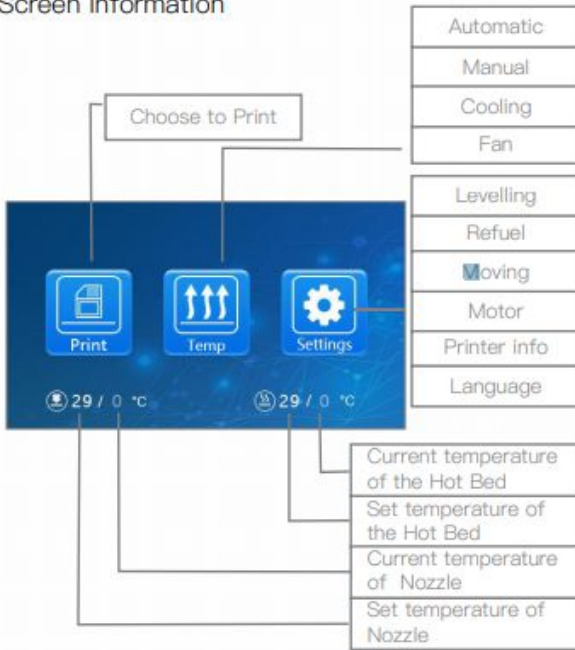 Screen Information
Automatic
Manual
Cooling
Fan
Choose to Print
Levelling
Refuel
Moving
Motor
Printer info
Language
Print
Temp
Settings
29 / 0 °C
29 / 0 °C
Current temperature
of the Hot Bed
Set temperature of
the Hot Bed
Current temperature
of Nozzle
Set temperature of
Nozzle